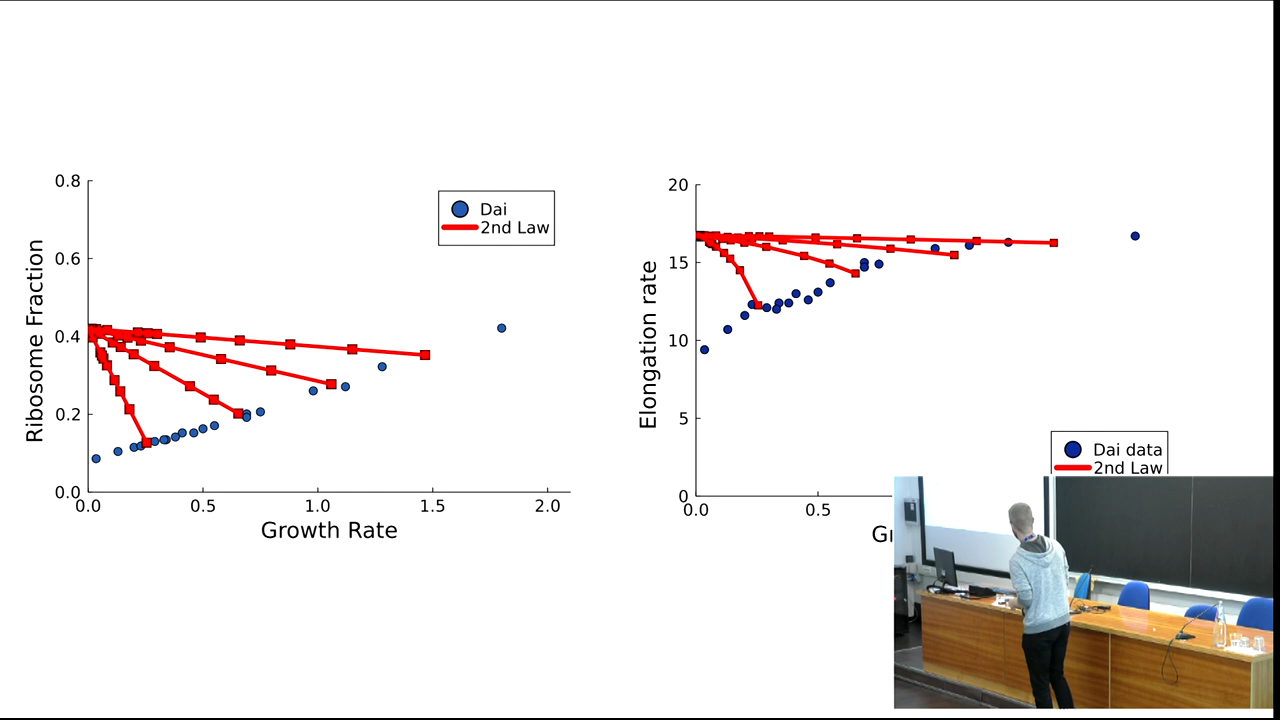 0.8
0.6
0.4
0.2
0.0
Ribosome Fraction
Dai
2nd Law
0.0 0.5 1.0 1.5 2.0
Growth Rate
20
15
10
5
0
Elongation rate
Dai data
2nd Law
0.0 0.5
Gr